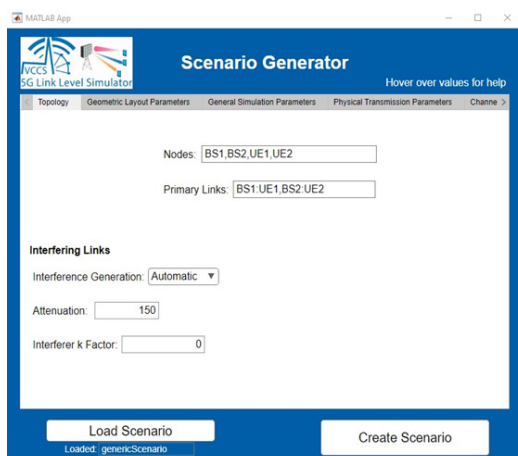 MATLAB App
VCCS
5G Link Level Simulator
Scenario Generator
Hover over values for help
Topology Geometric Layout Parameters General Simulation Parameters Physical Transmission Parameters Channe
Nodes: BS1,BS2,UE1,UE2
Primary Links: BS1:UE1,BS2:UE2
Interfering Links
Interference Generation: Automatic
Attenuation: 150
Interferer k Factor: 0
Load Scenario
Loaded: genericScenario
Create Scenario